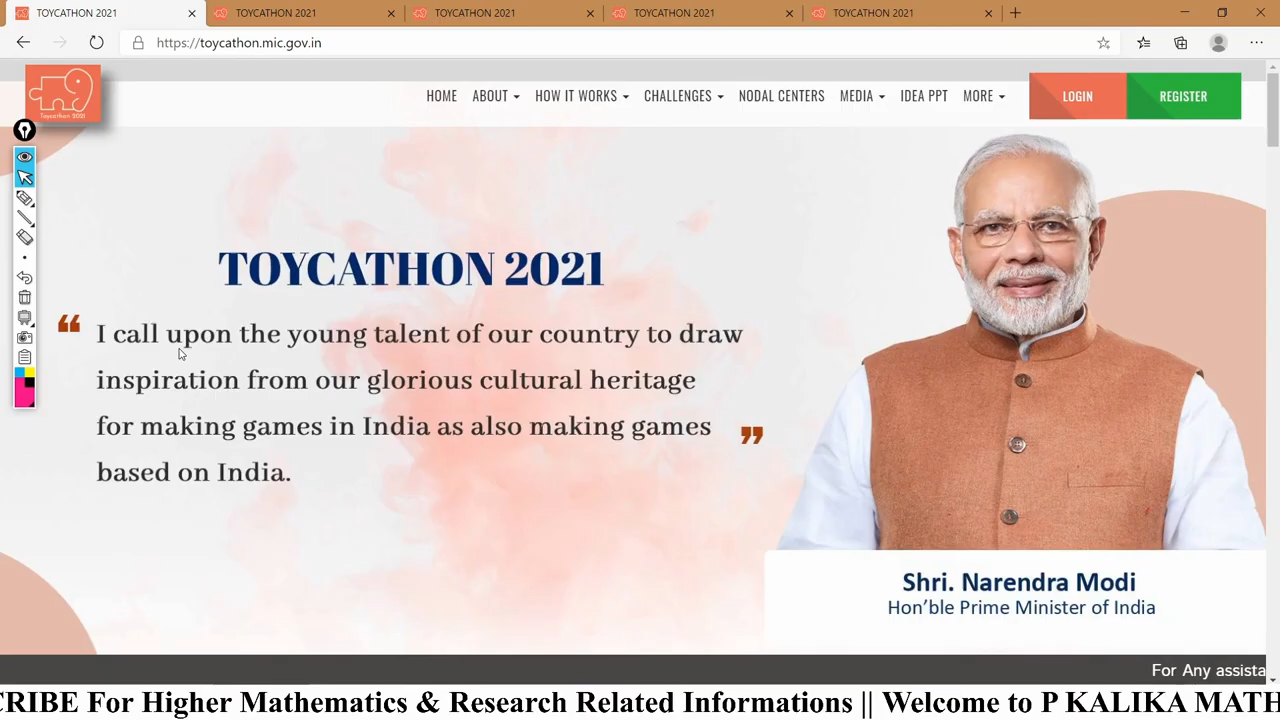 TOYCATHON 2021 TOYCATHON 2021 TOYCATHON 2021 TOYCATHON 2021 TOYCATHON 2021
https://toycathon.mic.gov.in
Toycathon 2021
HOME ABOUT HOW IT WORKS CHALLENGES NODAL CENTERS MEDIA IDEA PPT MORE LOGIN REGISTER
TOYCATHON 2021
“ I call upon the young talent of our country to draw
inspiration from our glorious cultural heritage
for making games in India as also making games ”
based on India.
Shri. Narendra Modi
Hon’ble Prime Minister of India
For Any assista
CRIBE For Higher Mathematics & Research Related Informations || Welcome to P KALIKA MATH